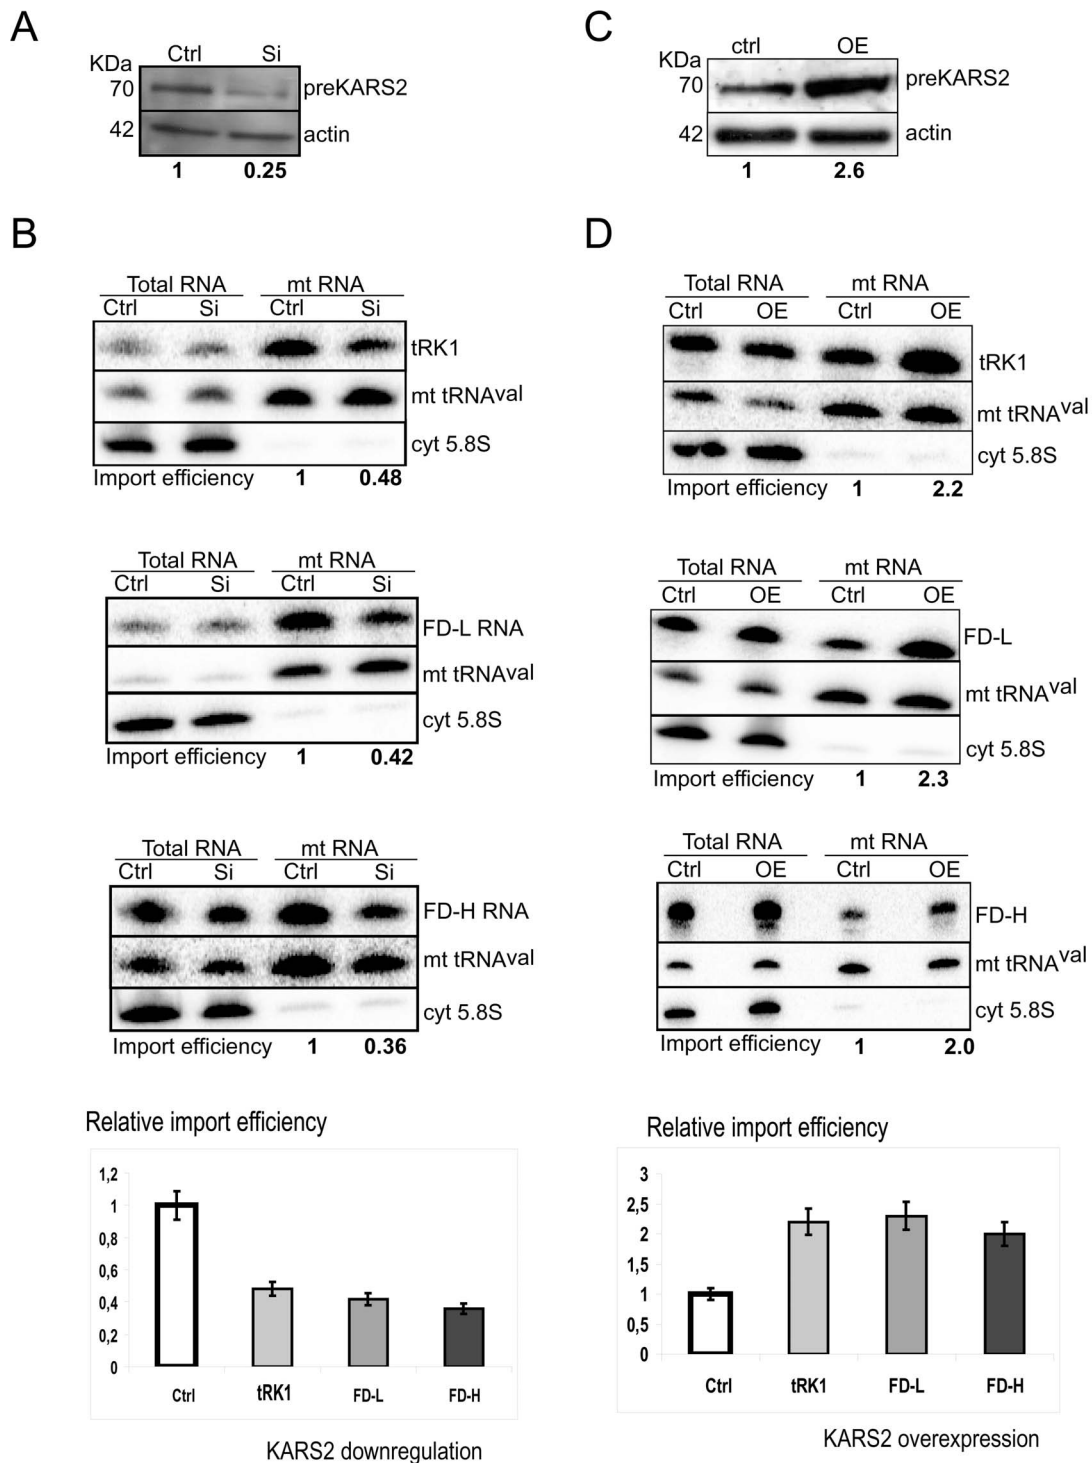 A
Ctrl Si
KDa
70 preKARS2
42 actin
1 0.25
C
ctrl OE
KDa
70 preKARS2
42 actin
1 2.6
B
Total RNA mt RNA
Ctrl Si Ctrl Si
tRK1
mt tRNAval
cyt 5.8S
Import efficiency 1 0.48
Total RNA mt RNA
Ctrl Si Ctrl Si
FD-L RNA
mt tRNAval
cyt 5.8S
Import efficiency 1 0.42
Total RNA mt RNA
Ctrl Si Ctrl Si
FD-H RNA
mt tRNAval
cyt 5.8S
Import efficiency 1 0.36
Relative import efficiency
1,2
1
0,8
0,6
0,4
0,2
0
Ctrl tRK1 FD-L FD-H
KARS2 downregulation
D
Total RNA mt RNA
Ctrl OE Ctrl OE
tRK1
mt tRNAval
cyt 5.8S
Import efficiency 1 2.2
Total RNA mt RNA
Ctrl OE Ctrl OE
FD-L
mt tRNAval
cyt 5.8S
Import efficiency 1 2.3
Total RNA mt RNA
Ctrl OE Ctrl OE
FD-H
mt tRNAval
cyt 5.8S
Import efficiency 1 2.0
Relative import efficiency
3
2,5
2
1,5
1
0,5
0
Ctrl tRK1 FD-L FD-H
KARS2 overexpression